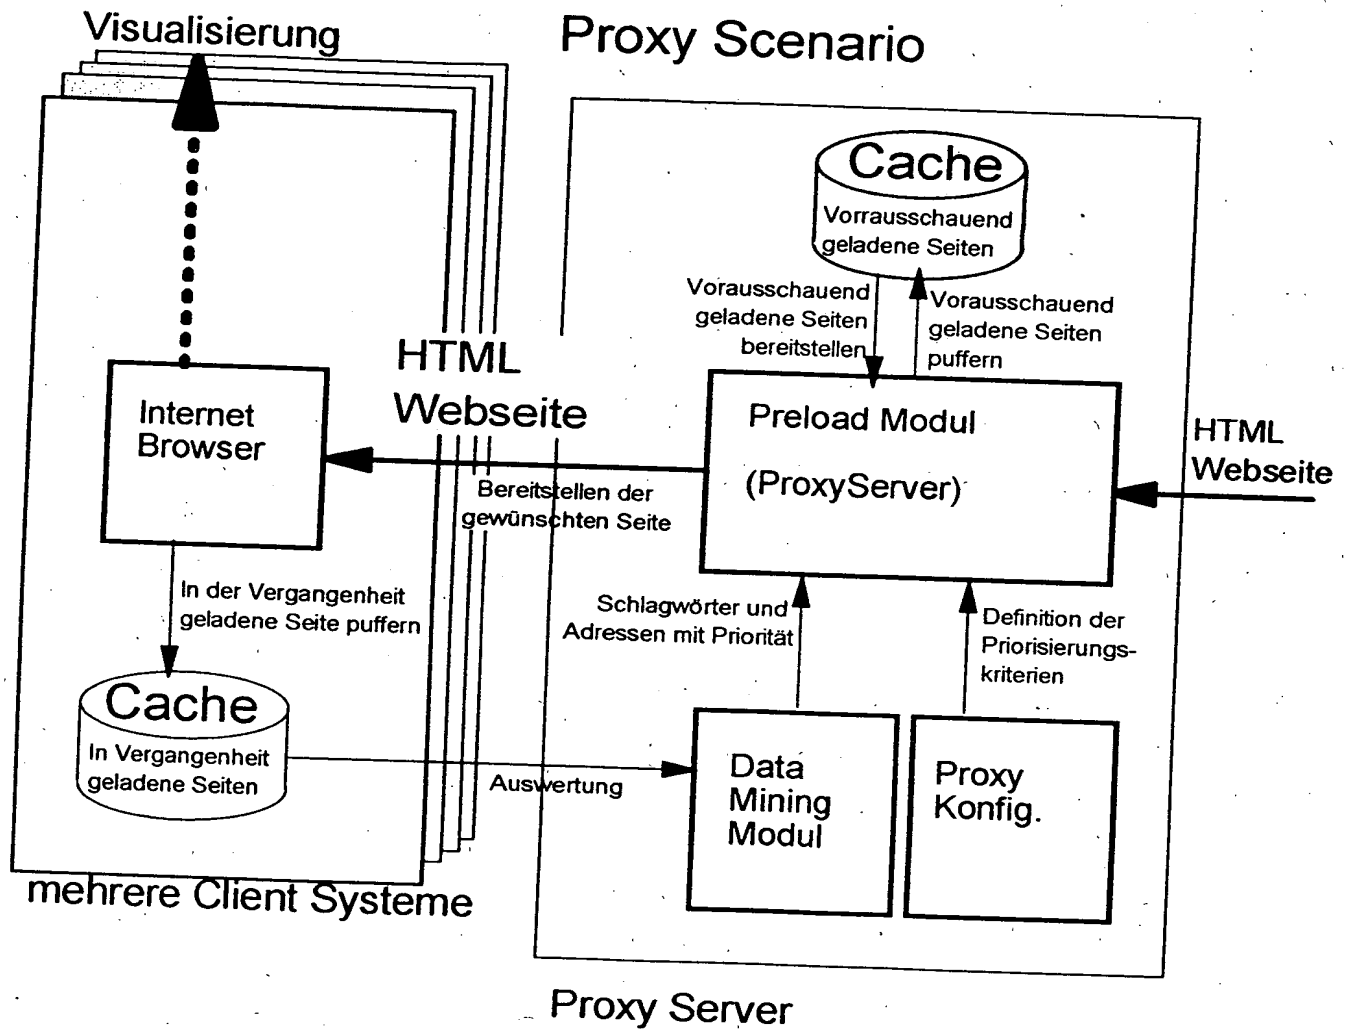 Visualisierung
Proxy Scenario
Cache
Vorrausschauend
geladene Seiten
Vorausschauend
geladene Seiten
bereitstellen
Vorausschauend
geladene Seiten
puffern
HTML
Webseite
Internet
Browser
Preload Modul
(ProxyServer)
HTML
Webseite
Bereitstellen der
gewünschten Seite
In der Vergangenheit
geladene Seite puffern
Schlagwörter und
Adressen mit Priorität
Definition der
Priorisierungs-
kriterien
Cache
In Vergangenheit
geladene Seiten
Auswertung
Data
Mining
Modul
Proxy
Konfig.
mehrere Client Systeme
Proxy Server